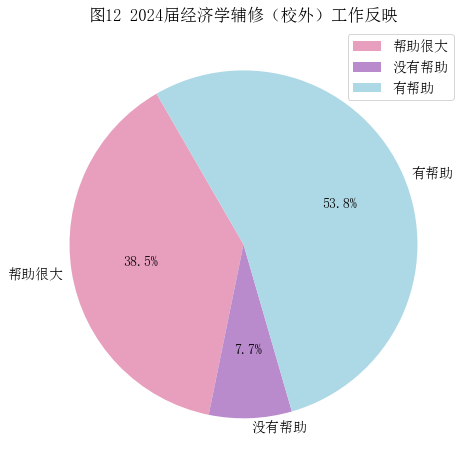 图12 2024届经济学辅修（校外）工作反映
帮助很大
没有帮助
有帮助
有帮助
53.8%
38.5%
帮助很大
7.7%
没有帮助